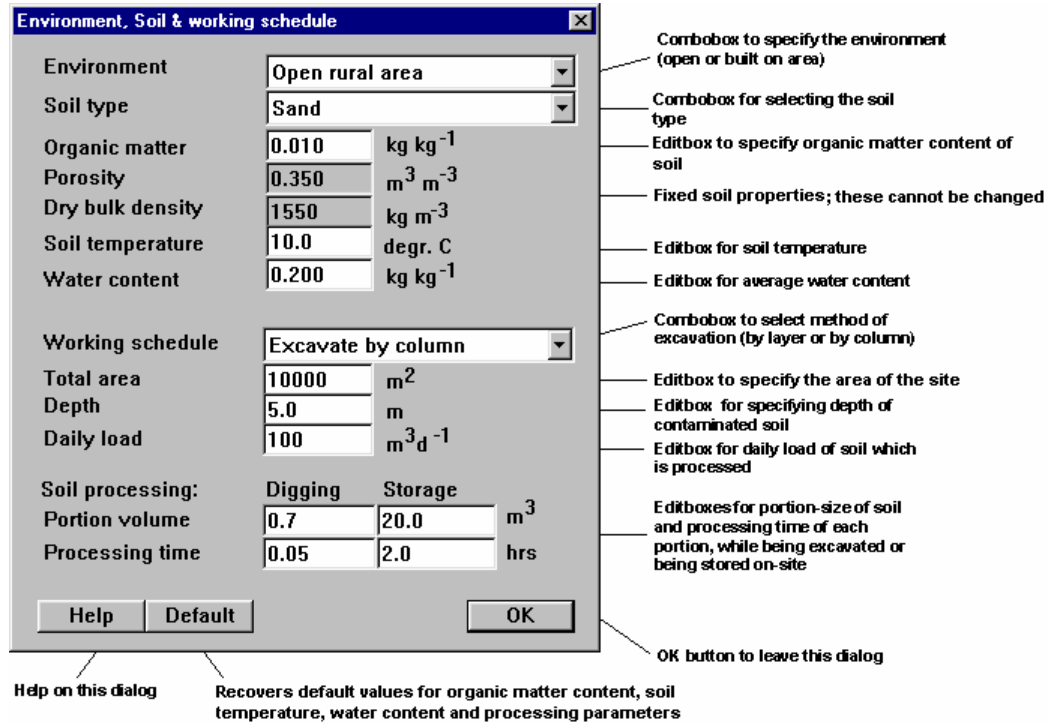 Environment, Soil & working schedule
Environment
Open rural area
Combobox to specify the environment
(open or built on area)
Soil type
Sand
Combobox for selecting the soil
type
Organic matter
0.010
kg kg-1
Editbox to specify organic matter content of
soil
Porosity
0.350
m3 m-3
Fixed soil properties; these cannot be changed
Dry bulk density
1550
kg m-3
Soil temperature
10.0
degr. C
Editbox for soil temperature
Water content
0.200
kg kg-1
Editbox for average water content
Working schedule
Excavate by column
Combobox to select method of
excavation (by layer or by column)
Total area
10000
m2
Editbox to specify the area of the site
Depth
5.0
m
Editbox for specifying depth of
contaminated soil
Daily load
100
m3d -1
Editbox for daily load of soil which
is processed
Soil processing:
Digging
Storage
Portion volume
0.7
20.0
m3
Processing time
0.05
2.0
hrs
Editboxes for portion-size of soil
and processing time of each
portion, while being excavated or
being stored on-site
Help
Default
OK
OK button to leave this dialog
Help on this dialog
Recovers default values for organic matter content, soil
temperature, water content and processing parameters